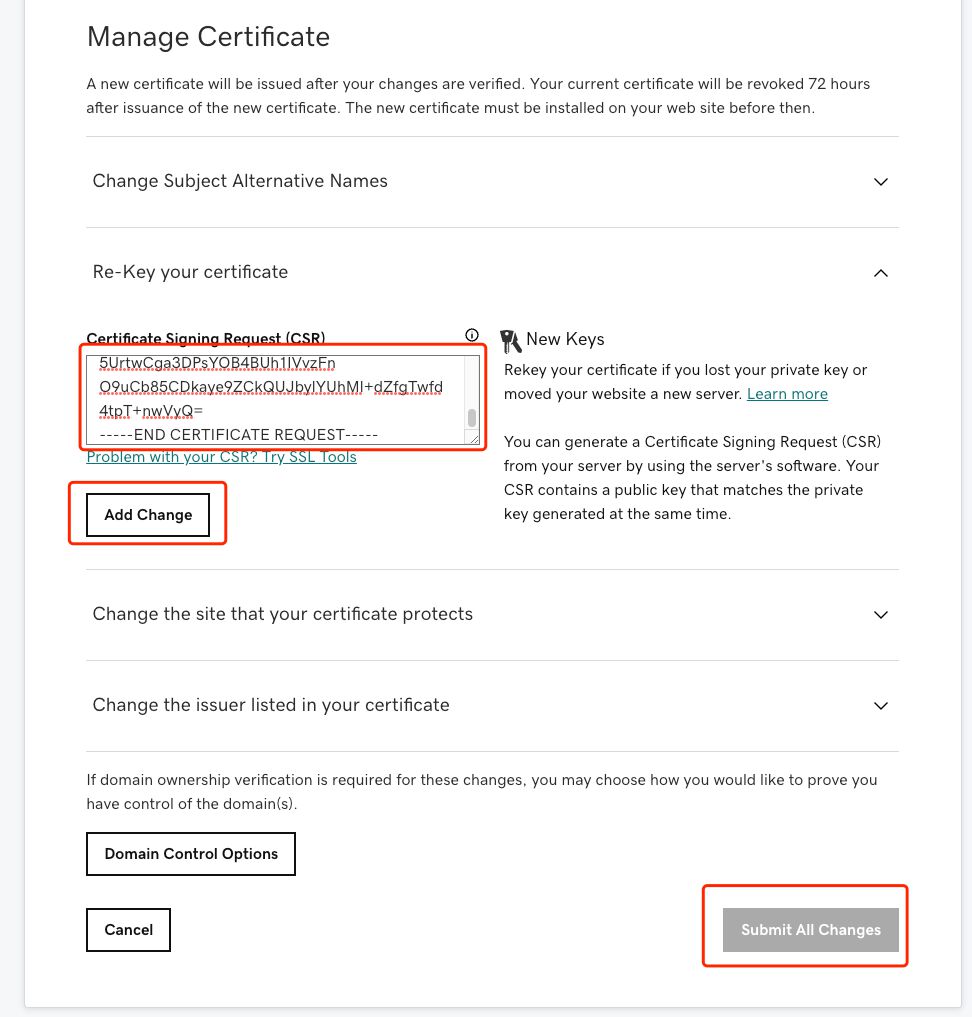 Manage Certificate
A new certificate will be issued after your changes are verified. Your current certificate will be revoked 72 hours
after issuance of the new certificate. The new certificate must be installed on your web site before then.
Change Subject Alternative Names
Re-Key your certificate
Certificate Signing Request (CSR)
5UrtwCga3DPsYOB4BUh1IVvzFn
O9uCb85CDkaye9ZCkQUJbyIYUhMI+dZfgTwfd
4tpT+nwVyQ=
-----END CERTIFICATE REQUEST-----
Problem with your CSR? Try SSL Tools
Add Change
New Keys
Rekey your certificate if you lost your private key or
moved your website a new server. Learn more
You can generate a Certificate Signing Request (CSR)
from your server by using the server's software. Your
CSR contains a public key that matches the private
key generated at the same time.
Change the site that your certificate protects
Change the issuer listed in your certificate
If domain ownership verification is required for these changes, you may choose how you would like to prove you
have control of the domain(s).
Domain Control Options
Cancel
Submit All Changes